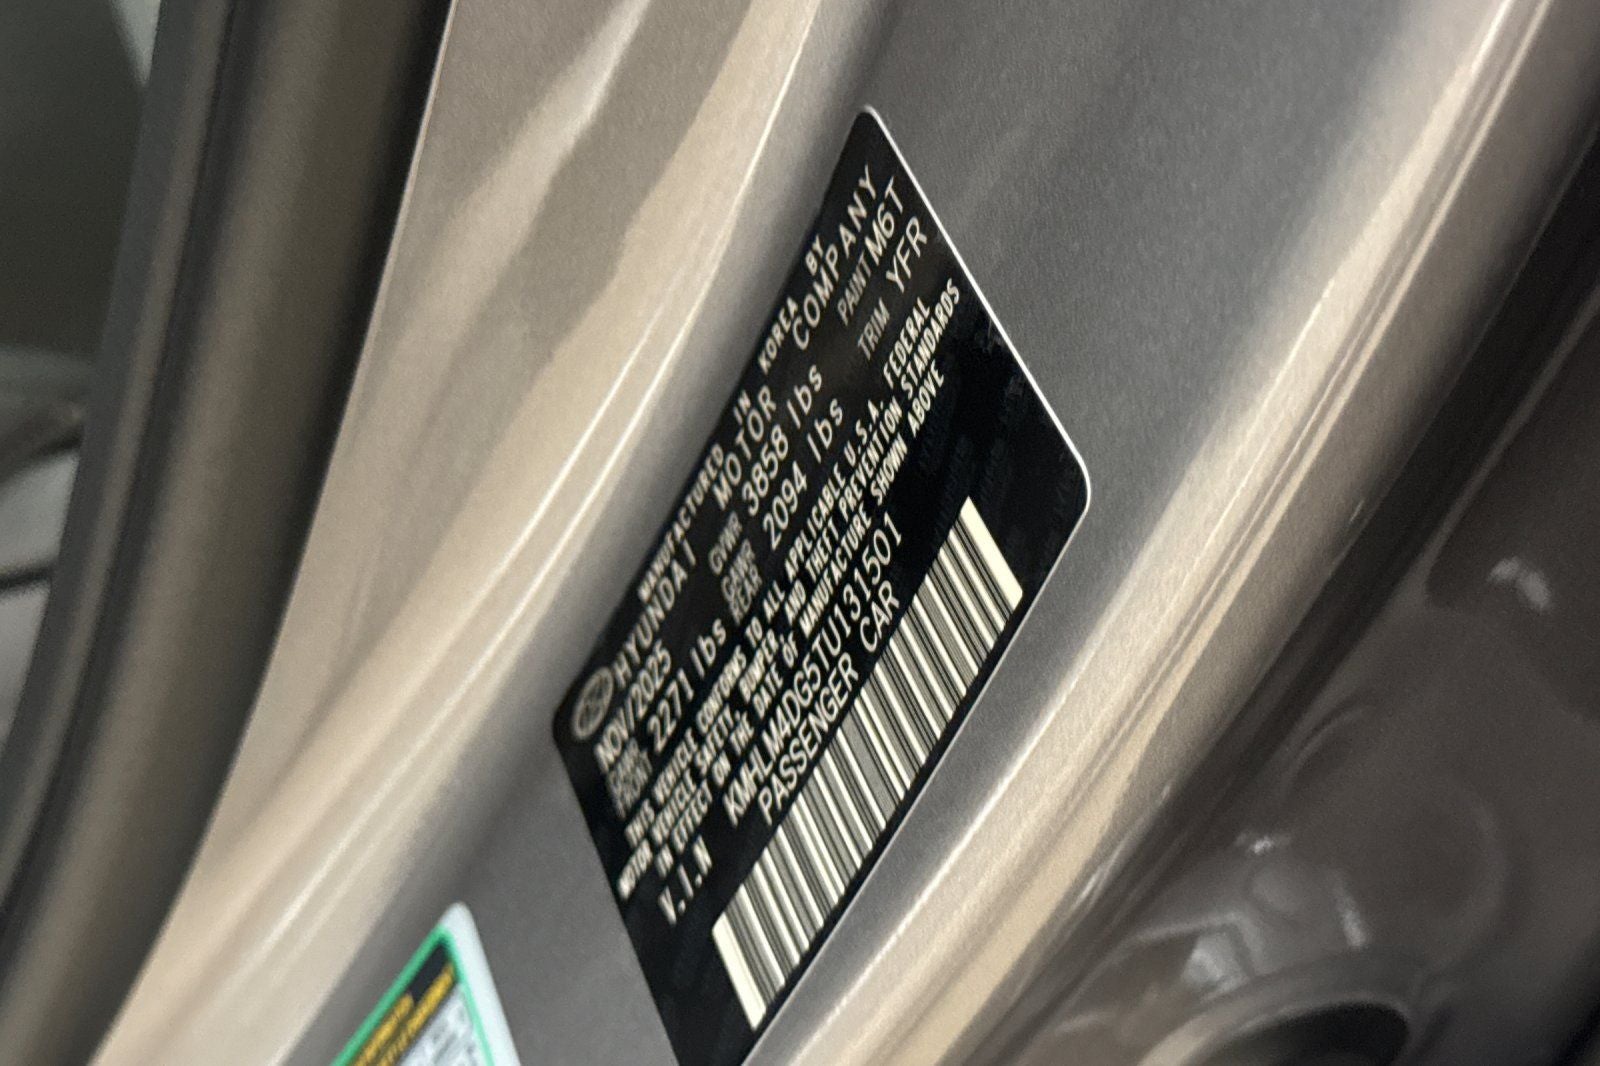 MANUFACTURED IN KOREA BY
HYUNDAI MOTOR COMPANY
NOV/2025 GVWR 3858 lbs PAINT M6T
GAWR FRONT 2271 lbs GAWR REAR 2094 lbs TRIM YFR
THIS VEHICLE CONFORMS TO ALL APPLICABLE U.S.A. FEDERAL
MOTOR VEHICLE SAFETY, BUMPER, AND THEFT PREVENTION STANDARDS
IN EFFECT ON THE DATE OF MANUFACTURE SHOWN ABOVE
V.I.N KMHLM4DG5TU131501
PASSENGER CAR